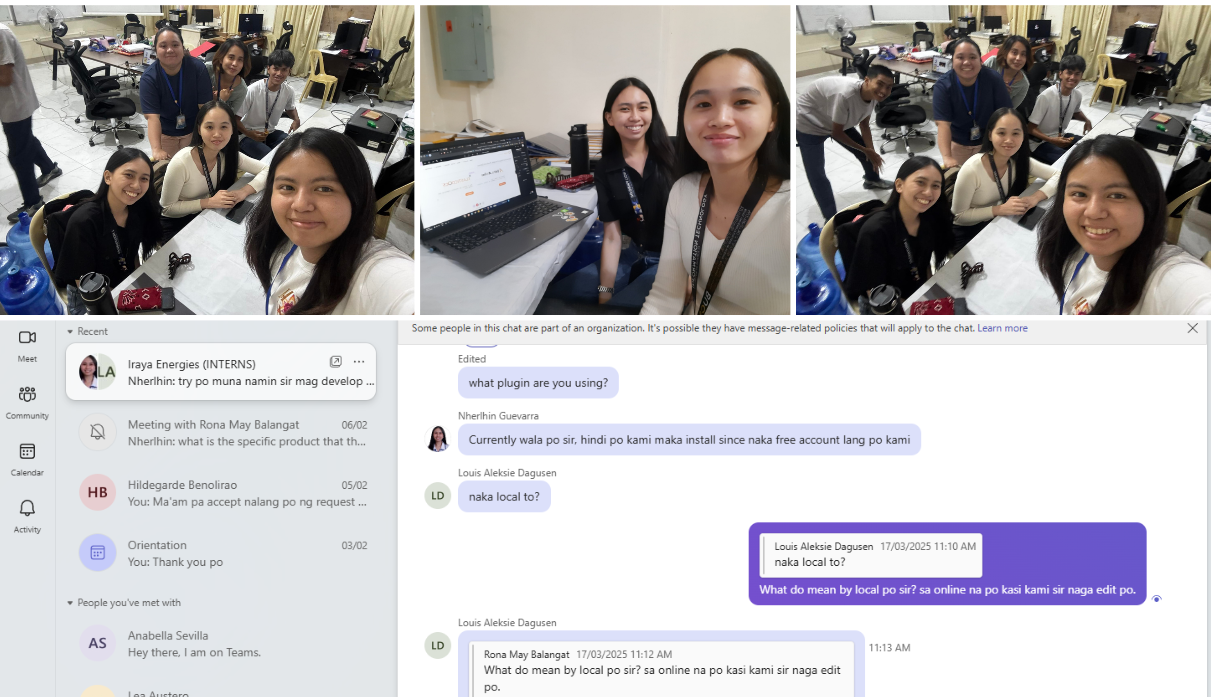 Meet
Community
Calendar
Activity
Recent
Iraya Energies (INTERNS)
Nherlhin: try po muna namin sir mag develop ...
Meeting with Rona May Balangat 06/02
Nherlhin: what is the specific product that th...
HB
Hildegarde Benolirao 05/02
You: Ma'am pa accept nalang po ng request ...
Orientation 03/02
You: Thank you po
People you've met with
AS
Anabella Sevilla
Hey there, I am on Teams.
Lea Austero
LA
Some people in this chat are part of an organization. It's possible they have message-related policies that will apply to the chat. Learn more
Edited
what plugin are you using?
Nherlhin Guevarra
Currently wala po sir, hindi po kami maka install since naka free account lang po kami
Louis Aleksie Dagusen
LD
naka local to?
Louis Aleksie Dagusen 17/03/2025 11:10 AM
naka local to?
What do mean by local po sir? sa online na po kasi kami sir naga edit po.
Louis Aleksie Dagusen
LD
11:13 AM
Rona May Balangat 17/03/2025 11:12 AM
What do mean by local po sir? sa online na po kasi kami sir naga edit
po.